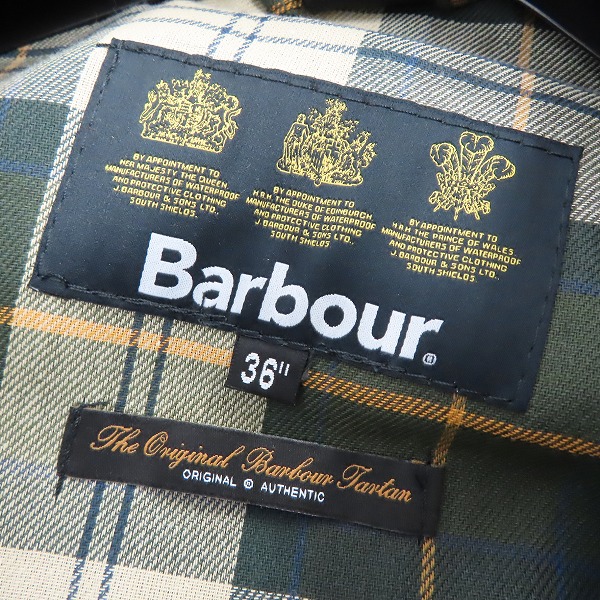 BY APPOINTMENT TO
HER MAJESTY THE QUEEN
MANUFACTURERS OF WATERPROOF
AND PROTECTIVE CLOTHING
J.BARBOUR & SONS LTD.
SOUTH SHIELDS
BY APPOINTMENT TO
H.R.H. THE DUKE OF EDINBURGH
MANUFACTURERS OF WATERPROOF
AND PROTECTIVE CLOTHING
J.BARBOUR & SONS LTD.
SOUTH SHIELDS
BY APPOINTMENT TO
H.R.H. THE PRINCE OF WALES
MANUFACTURERS OF WATERPROOF
AND PROTECTIVE CLOTHING
J.BARBOUR & SONS LTD.
SOUTH SHIELDS.
Barbour®
36"
The Original Barbour Tartan
ORIGINAL ® AUTHENTIC